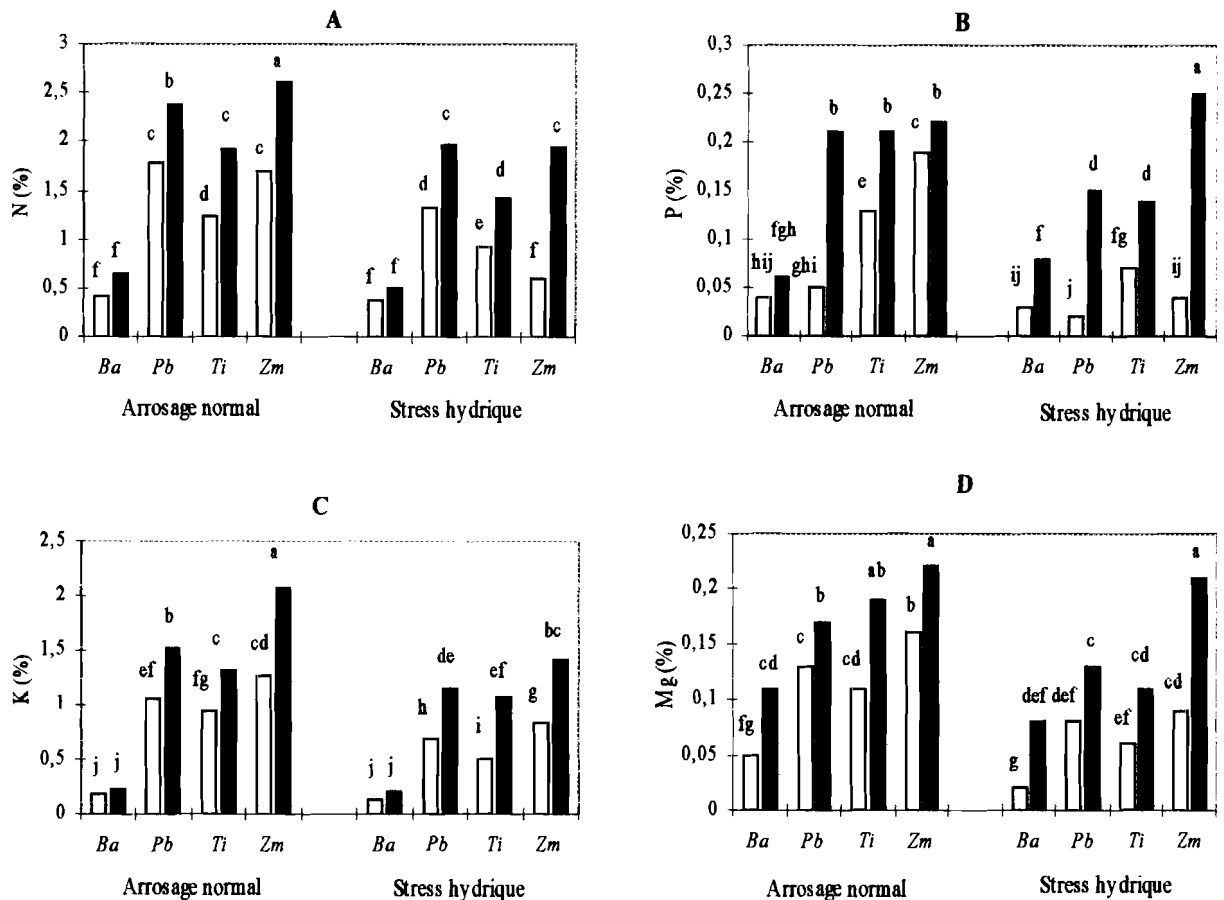 A
3
2,5
2
1,5
1
0,5
0
N (%)
f f c b d c c a
f f d c e d f c
Ba Pb Ti Zm Ba Pb Ti Zm
Arrosage normal Stress hydrique
B
0,3
0,25
0,2
0,15
0,1
0,05
0
P (%)
hij fgh ghi b e b c b
ij f j d fg d ij a
Ba Pb Ti Zm Ba Pb Ti Zm
Arrosage normal Stress hydrique
C
2,5
2
1,5
1
0,5
0
K (%)
j j ef b fg c cd a
j j h de i ef g bc
Ba Pb Ti Zm Ba Pb Ti Zm
Arrosage normal Stress hydrique
D
0,25
0,2
0,15
0,1
0,05
0
Mg (%)
fg cd c b cd ab b a
g def def c ef cd cd a
Ba Pb Ti Zm Ba Pb Ti Zm
Arrosage normal Stress hydrique